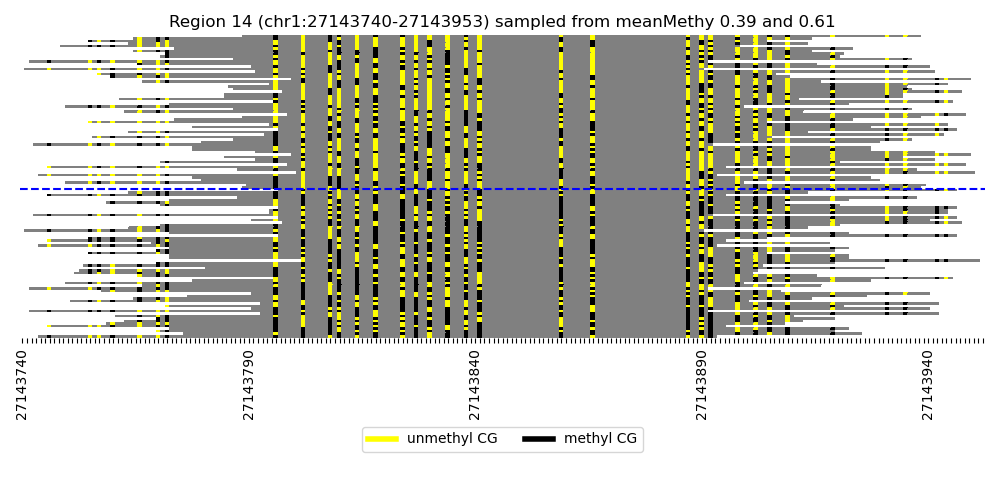 Region 14 (chr1:27143740-27143953) sampled from meanMethy 0.39 and 0.61
27143740
27143790
27143840
27143890
27143940
unmethyl CG
methyl CG